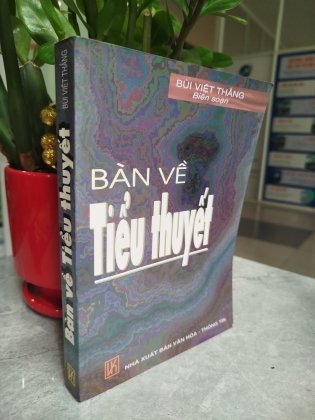 BÙI VIỆT THẮNG
Biên soạn
BÀN VỀ
Tiểu thuyết
NHÀ XUẤT BẢN VĂN HÓA - THÔNG TIN
BÙI VIỆT THẮNG
Bàn về Tiểu thuyết